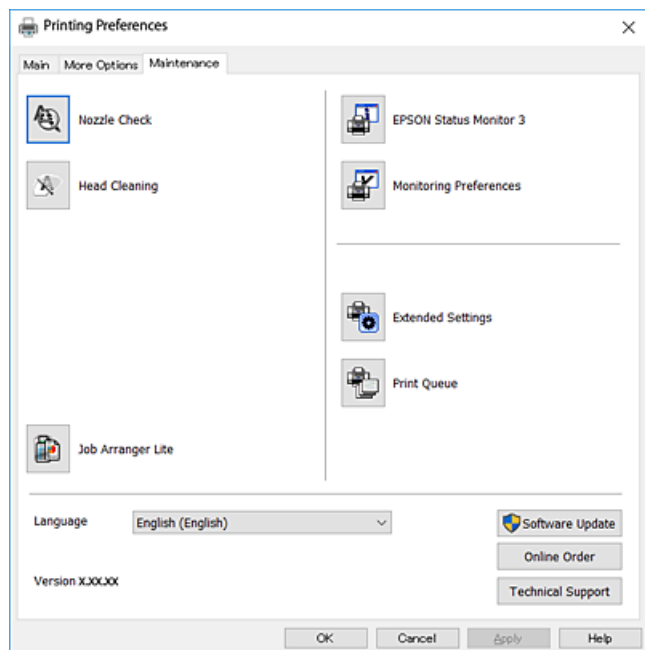 Printing Preferences
Main More Options Maintenance
Nozzle Check
Head Cleaning
Job Arranger Lite
EPSON Status Monitor 3
Monitoring Preferences
Extended Settings
Print Queue
Language English (English)
Version X.XX.XX
Software Update
Online Order
Technical Support
OK Cancel Apply Help